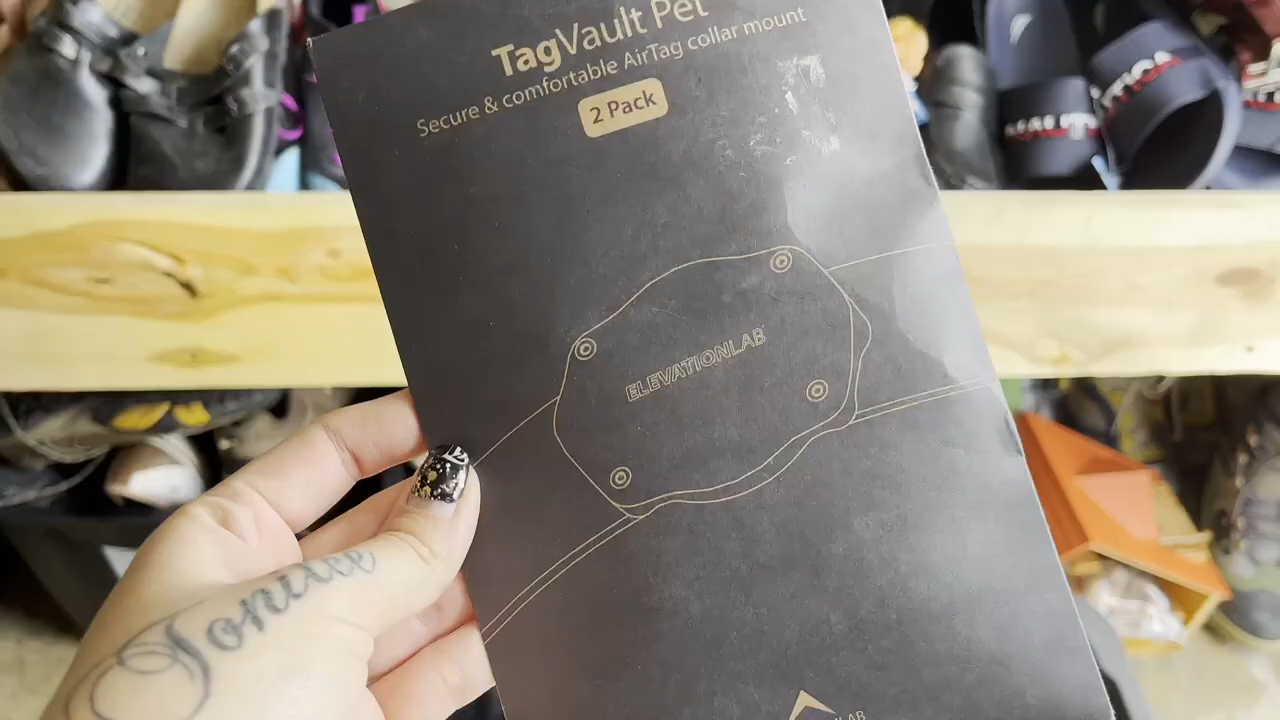 TagVault Pet
Secure & comfortable AirTag collar mount
2 Pack
ELEVATIONLAB